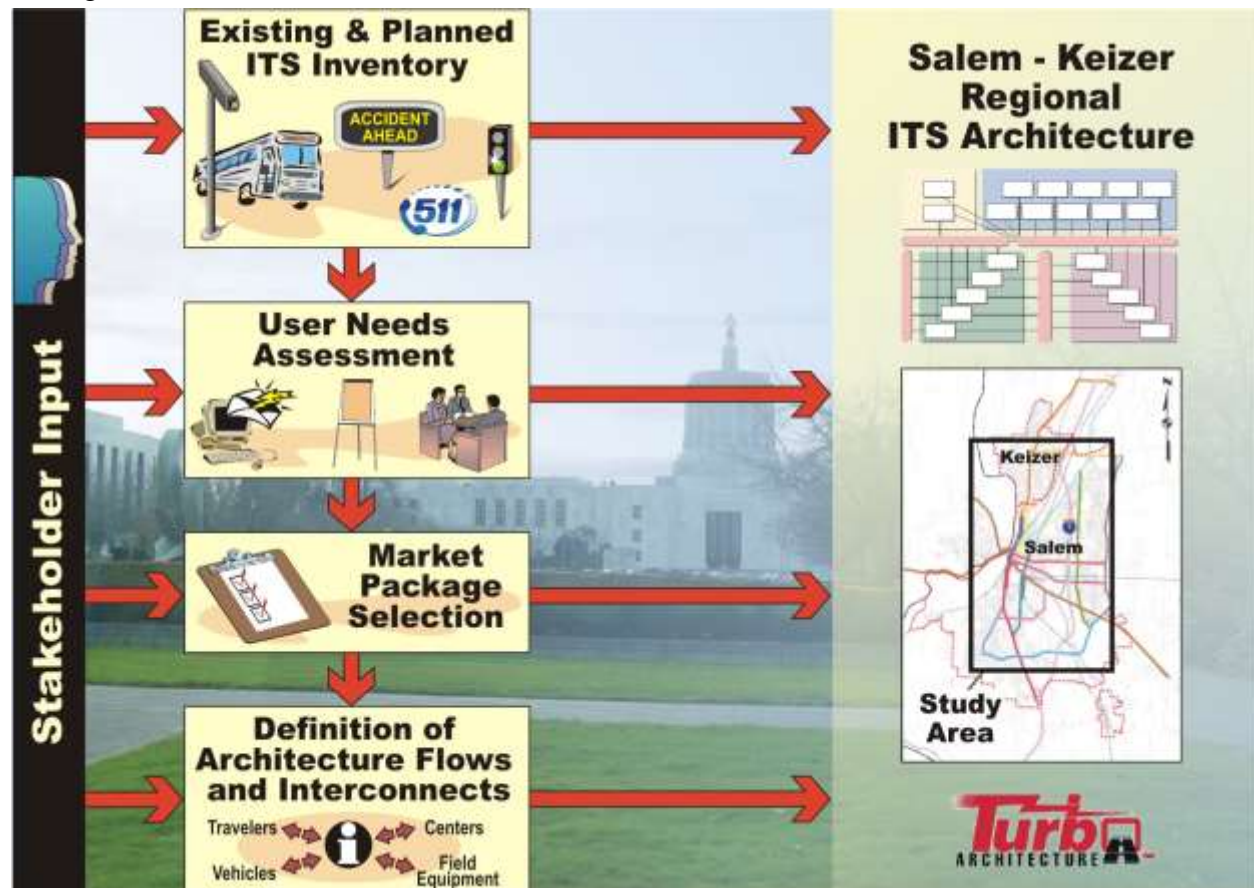 Stakeholder Input
Existing & Planned
ITS Inventory
ACCIDENT
AHEAD
511
User Needs
Assessment
Market
Package
Selection
Definition of
Architecture Flows
and Interconnects
Travelers
Centers
Vehicles
Field
Equipment
Salem - Keizer
Regional
ITS Architecture
N
Keizer
Salem
Study
Area
Turbo
ARCHITECTURE